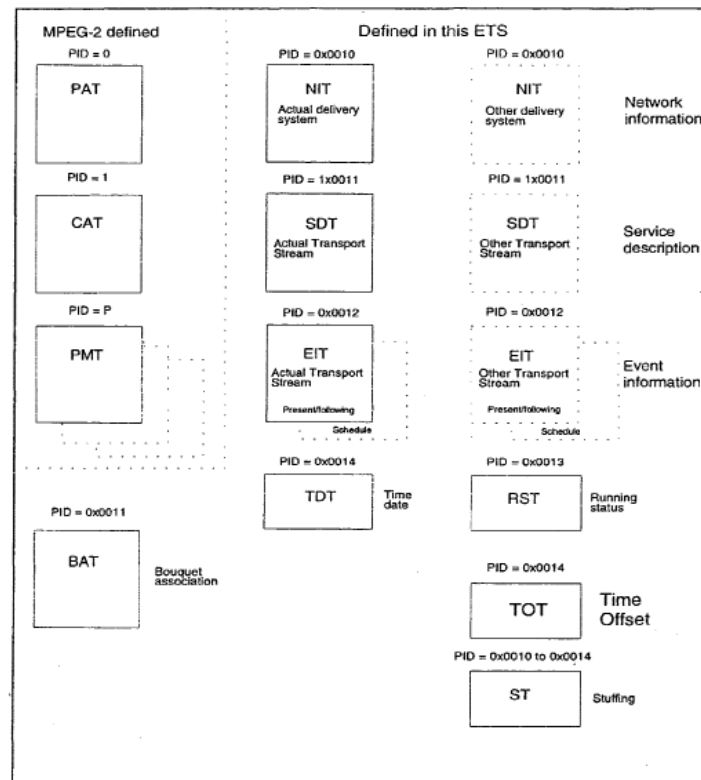 MPEG-2 defined
Defined in this ETS
PID = 0
PAT
PID = 1
CAT
PID = P
PMT
PID = 0x0011
BAT
Bouquet
association
PID = 0x0010
NIT
Actual delivery
system
PID = 0x0010
NIT
Other delivery
system
Network
information
PID = 1x0011
SDT
Actual Transport
Stream
PID = 1x0011
SDT
Other Transport
Stream
Service
description
PID = 0x0012
EIT
Actual Transport
Stream
Present/following
Schedule
PID = 0x0012
EIT
Other Transport
Stream
Present/following
Schedule
Event
information
PID = 0x0014
TDT
Time
date
PID = 0x0013
RST
Running
status
PID = 0x0014
TOT
Time
Offset
PID = 0x0010 to 0x0014
ST
Stuffing